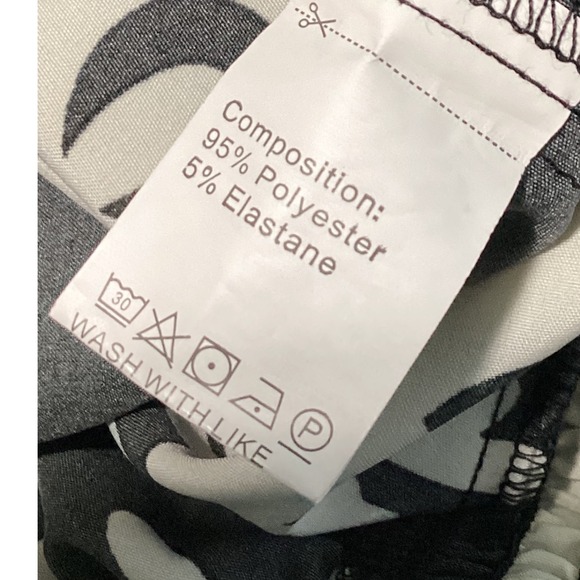 Composition:
95% Polyester
5% Elastane
30
P
WASH WITH LIKE